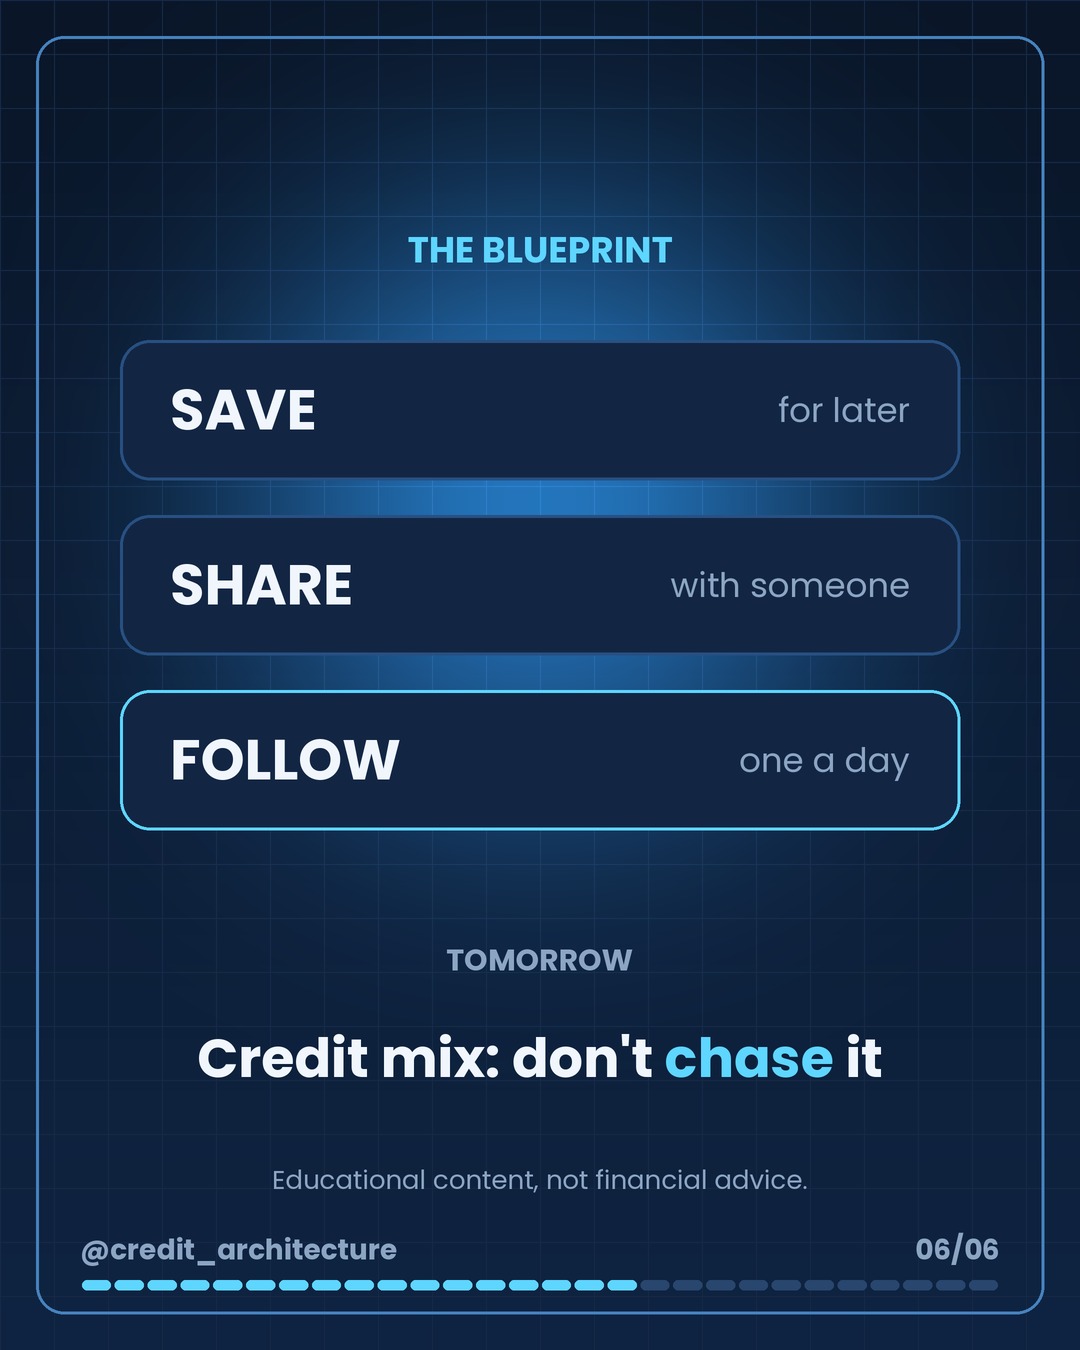 THE BLUEPRINT
SAVE for later
SHARE with someone
FOLLOW one a day
TOMORROW
Credit mix: don't chase it
Educational content, not financial advice.
@credit_architecture 06/06